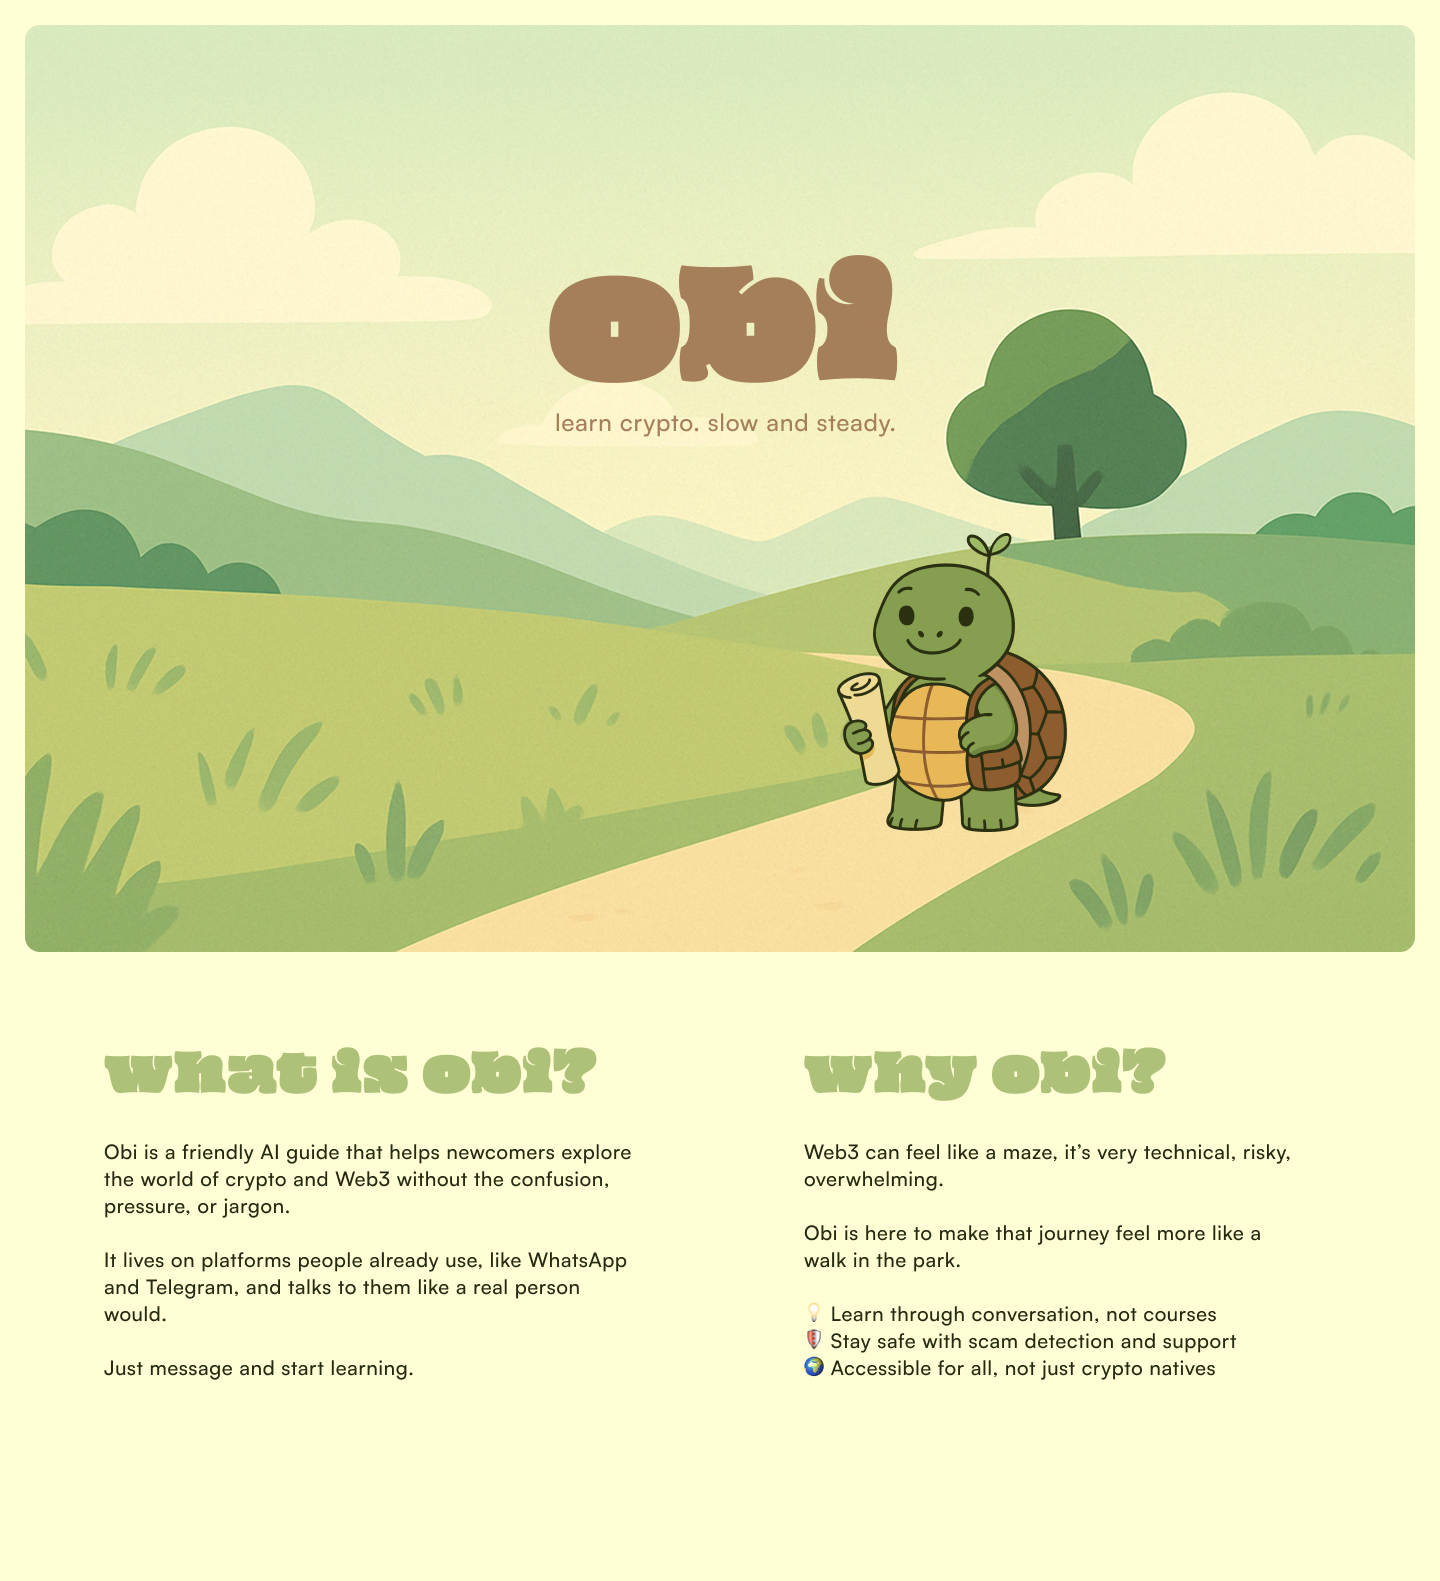 obi
learn crypto. slow and steady.
what is obi?
Obi is a friendly AI guide that helps newcomers explore
the world of crypto and Web3 without the confusion,
pressure, or jargon.
It lives on platforms people already use, like WhatsApp
and Telegram, and talks to them like a real person
would.
Just message and start learning.
why obi?
Web3 can feel like a maze, it’s very technical, risky,
overwhelming.
Obi is here to make that journey feel more like a
walk in the park.
💡 Learn through conversation, not courses
🛡️ Stay safe with scam detection and support
🌍 Accessible for all, not just crypto natives